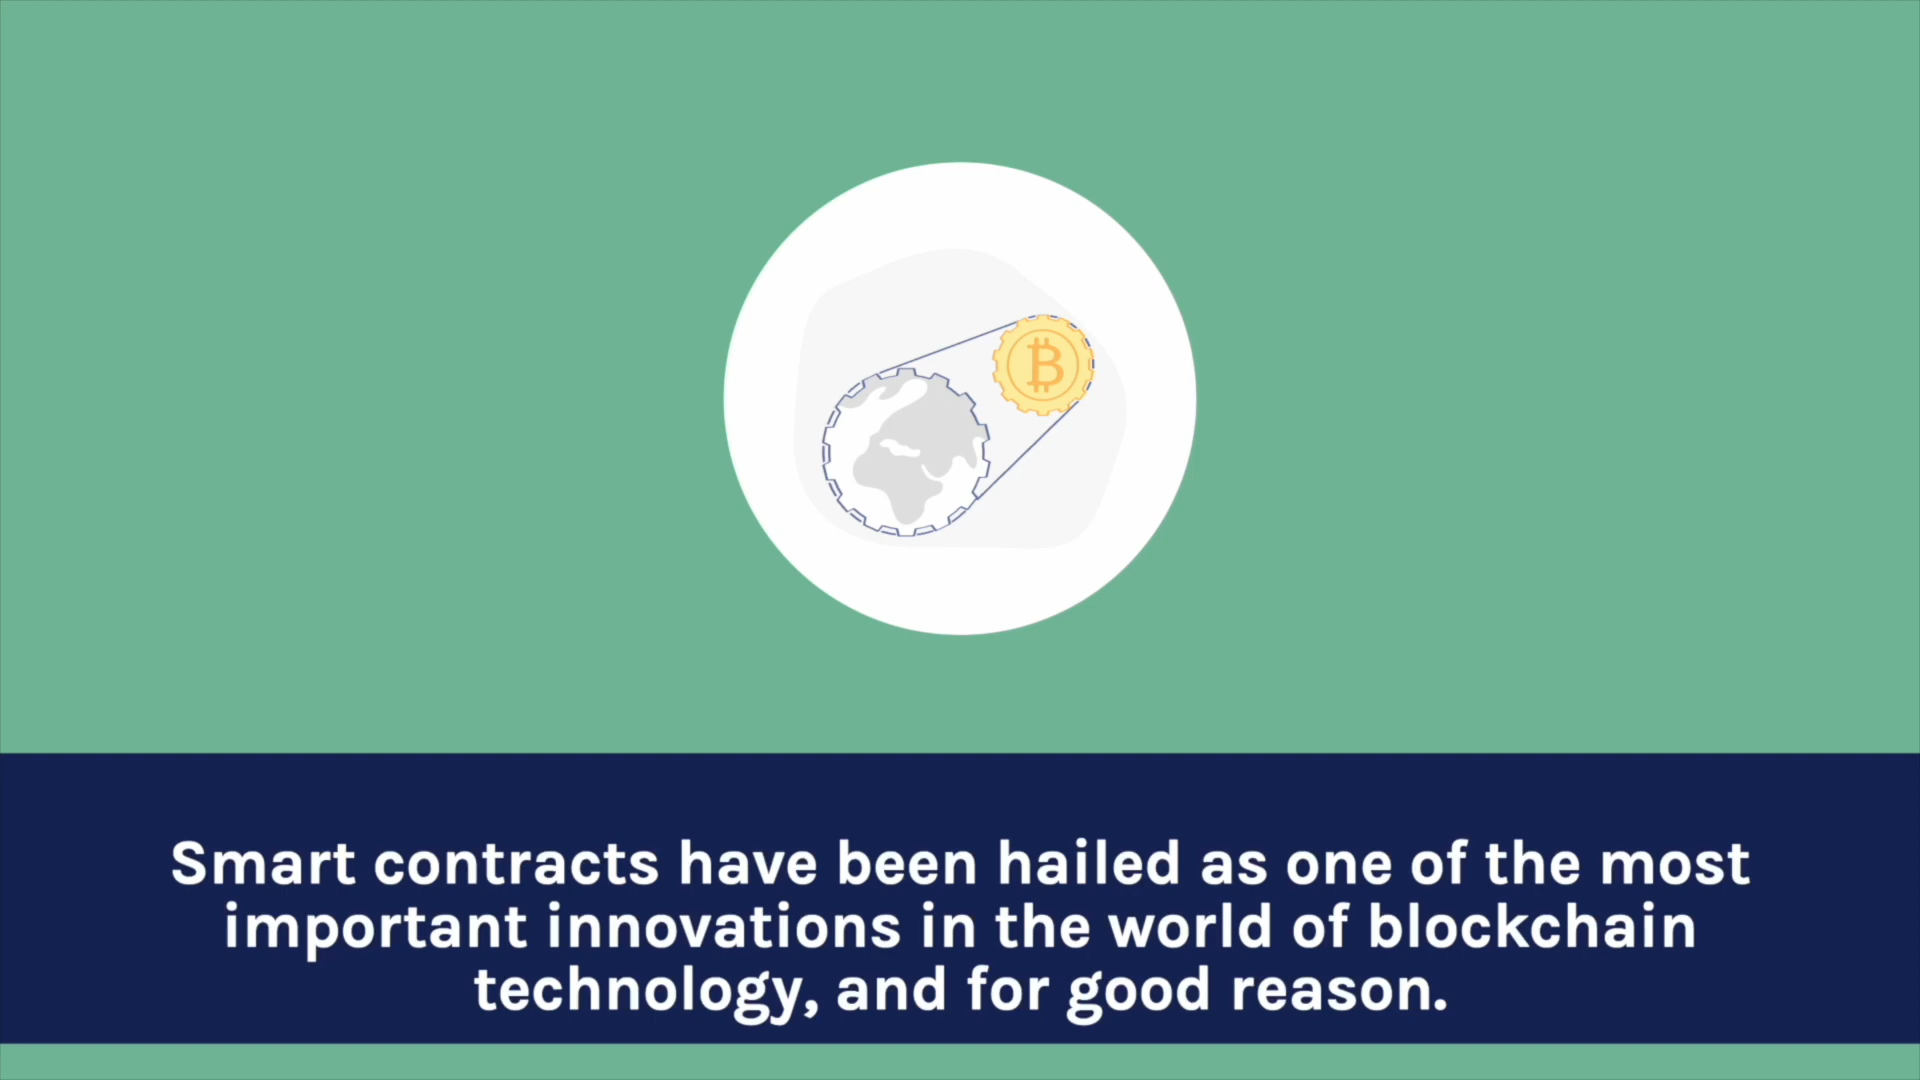 Smart contracts have been hailed as one of the most
important innovations in the world of blockchain
technology, and for good reason.